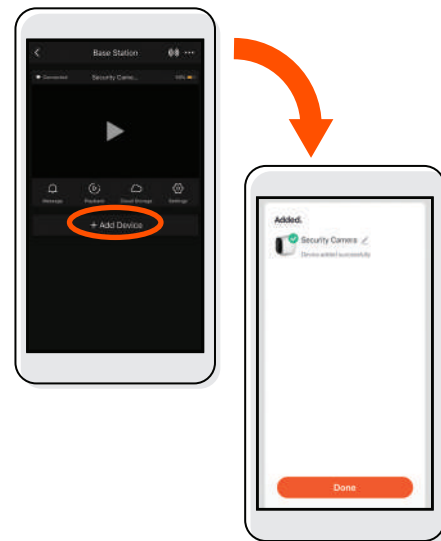 Base Station
Connected Security Came...
Message Playback Cloud Storage Settings
+ Add Device
Added.
Security Camera
Device added successfully
Done